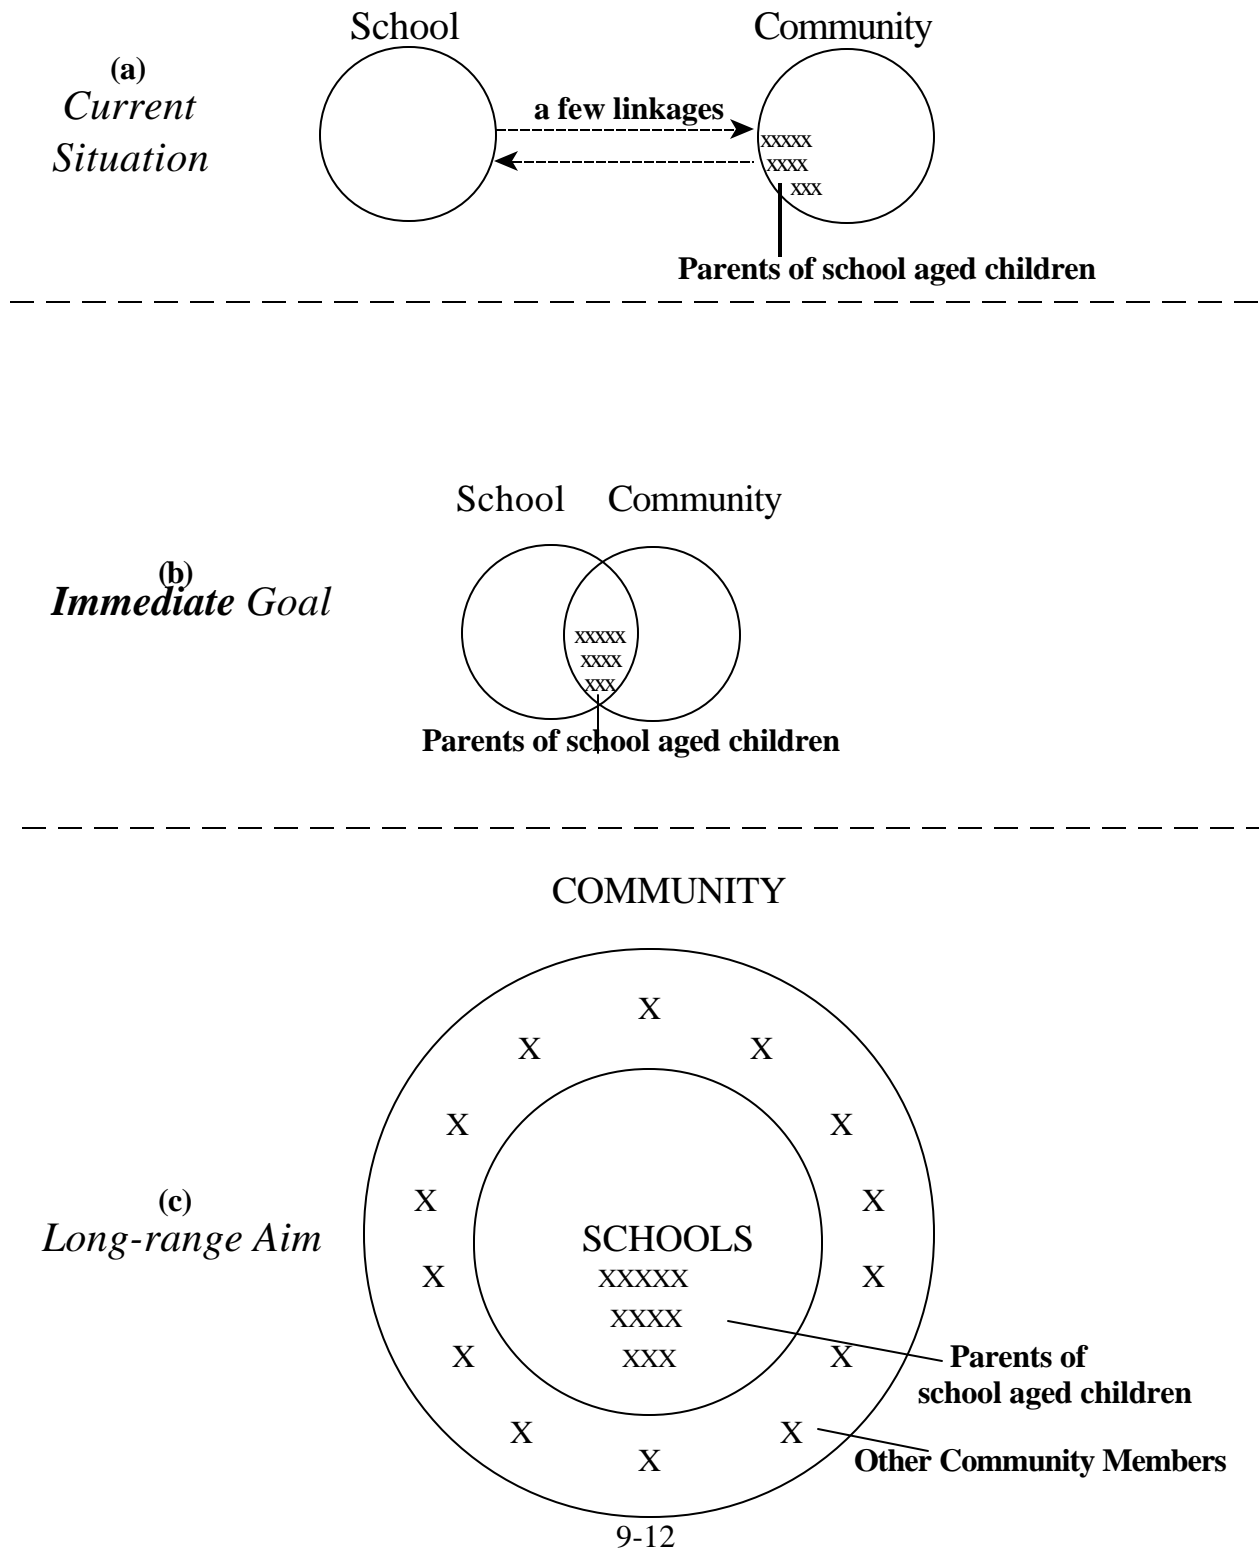 School
Community
(a)
Current
Situation
a few linkages
xxxxx
xxxx
xxx
Parents of school aged children
School
Community
(b)
Immediate Goal
xxxxx
xxxx
xxx
Parents of school aged children
COMMUNITY
X
X
X
X
X
X
X
(c)
Long-range Aim
SCHOOLS
XXXXX
X
X
XXXX
X
XXX
X
Parents of
school aged children
X
X
X
Other Community Members
9-12